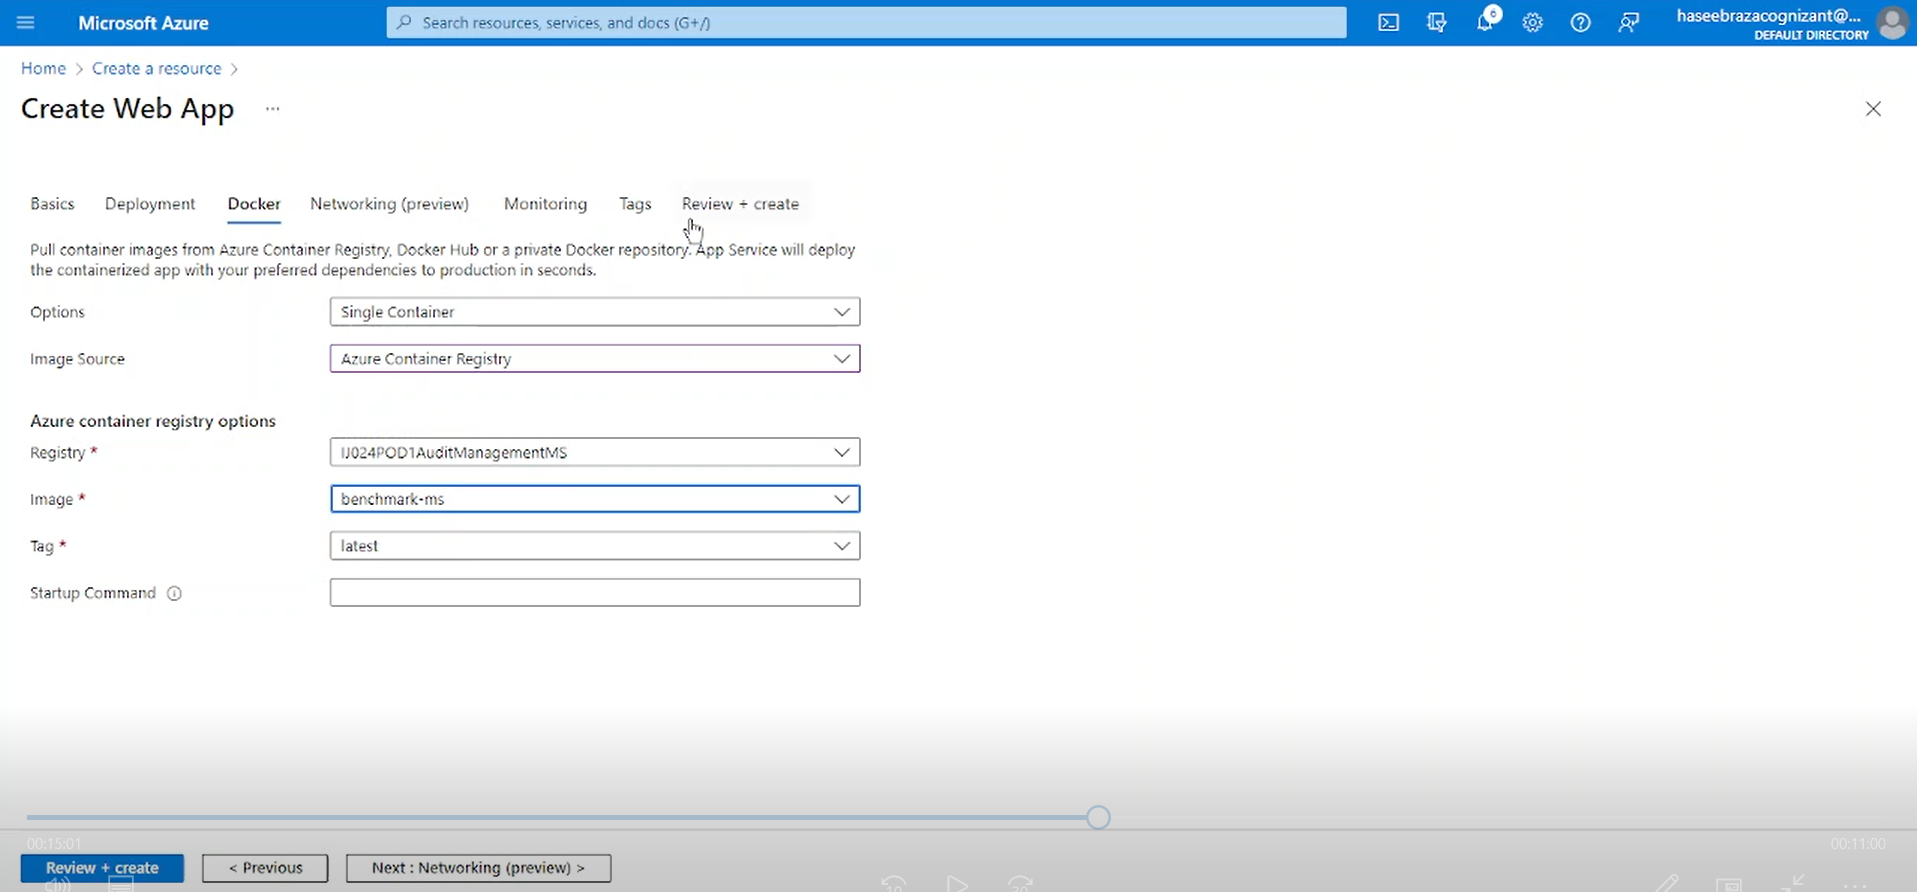 Microsoft Azure
Search resources, services, and docs (G+/)
6
haseebrazacognizant@...
DEFAULT DIRECTORY
Home > Create a resource >
Create Web App ...
Basics Deployment Docker Networking (preview) Monitoring Tags Review + create
Pull container images from Azure Container Registry, Docker Hub or a private Docker repository. App Service will deploy
the containerized app with your preferred dependencies to production in seconds.
Options Single Container
Image Source Azure Container Registry
Azure container registry options
Registry * IJ024POD1AuditManagementMS
Image * benchmark-ms
Tag * latest
Startup Command
00:15:01 00:11:00
Review + create < Previous Next : Networking (preview) >
10 30